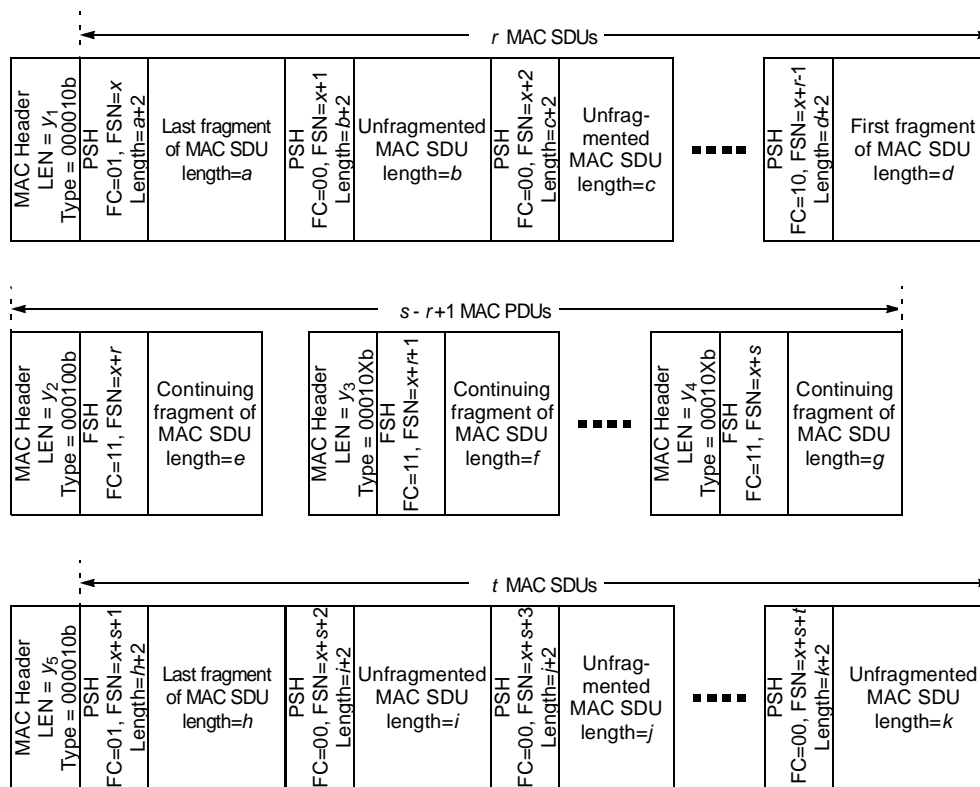 r MAC SDUs
MAC Header
LEN = y1
Type = 000010b
PSH
FC=01, FSN=x
Length=a+2
Last fragment
of MAC SDU
length=a
PSH
FC=00, FSN=x+1
Length=b+2
Unfragmented
MAC SDU
length=b
PSH
FC=00, FSN=x+2
Length=c+2
Unfrag-
mented
MAC SDU
length=c
PSH
FC=10, FSN=x+r-1
Length=d+2
First fragment
of MAC SDU
length=d
s - r+1 MAC PDUs
MAC Header
LEN = y2
Type = 000100b
FSH
FC=11, FSN=x+r
Continuing
fragment of
MAC SDU
length=e
MAC Header
LEN = y3
Type = 00010Xb
FSH
FC=11, FSN=x+r+1
Continuing
fragment of
MAC SDU
length=f
MAC Header
LEN = y4
Type = 00010Xb
FSH
FC=11, FSN=x+s
Continuing
fragment of
MAC SDU
length=g
t MAC SDUs
MAC Header
LEN = y5
Type = 000010b
PSH
FC=01, FSN=x+s+1
Length=h+2
Last fragment
of MAC SDU
length=h
PSH
FC=00, FSN=x+s+2
Length=i+2
Unfragmented
MAC SDU
length=i
PSH
FC=00, FSN=x+s+3
Length=j+2
Unfrag-
mented
MAC SDU
length=j
PSH
FC=00, FSN=x+s+t
Length=k+2
Unfragmented
MAC SDU
length=k